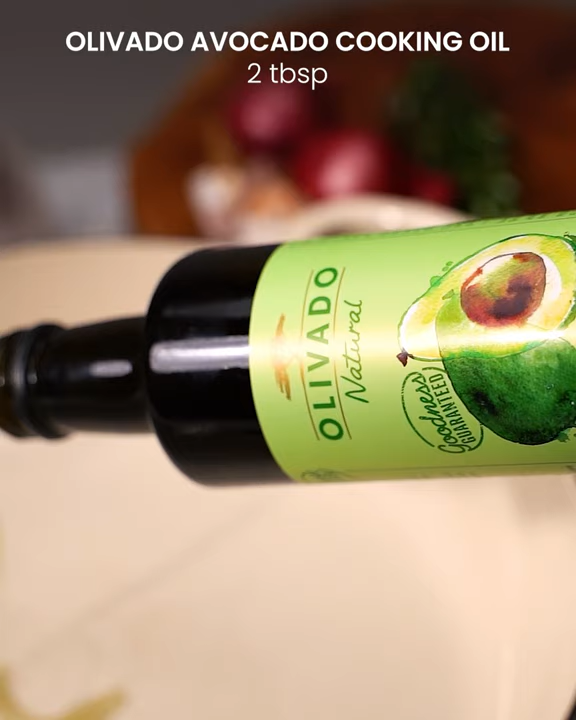 OLIVADO AVOCADO COOKING OIL
2 tbsp
OLIVADO
Natural
Goodness
GUARANTEED